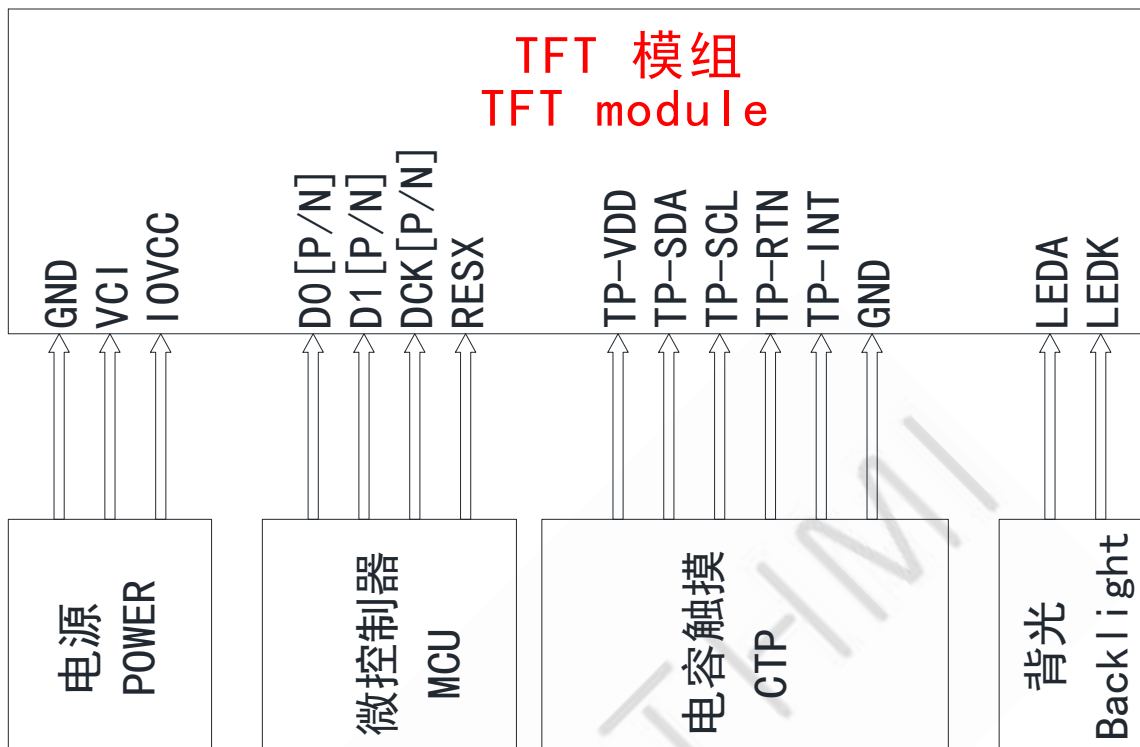 TFT 模组
TFT module
GND
VCI
IOVCC
D0[P/N]
D1[P/N]
DCK[P/N]
RESX
TP-VDD
TP-SDA
TP-SCL
TP-RTN
TP-INT
GND
LEDA
LEDK
电源
POWER
微控制器
MCU
电容触摸
CTP
背光
Backlight
THMI